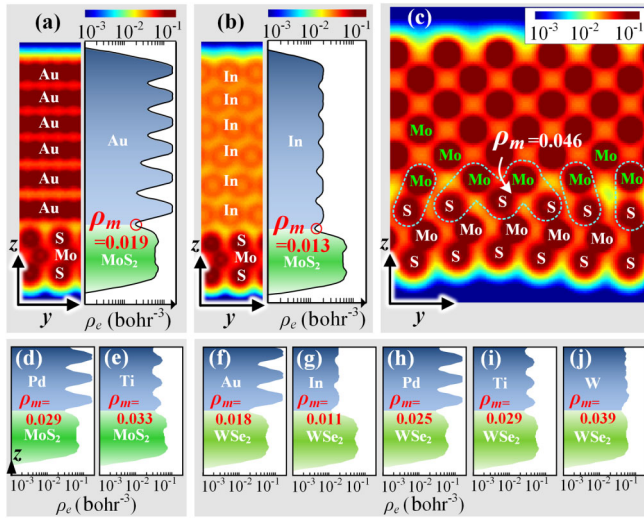 (a)
10⁻³ 10⁻² 10⁻¹
Au
Au
Au
Au
Au
Au
S S
Mo
S S
z
y
Au
ρₘ
=0.019
MoS₂
ρₑ (bohr⁻³)
(b)
10⁻³ 10⁻² 10⁻¹
In
In
In
In
In
In
S S
Mo
S S
z
y
In
ρₘ
=0.013
MoS₂
ρₑ (bohr⁻³)
(c)
10⁻³ 10⁻² 10⁻¹
Mo Mo
ρₘ=0.046
Mo Mo Mo Mo Mo
S S S S S
Mo Mo Mo Mo Mo
S S S S S S
z
y
(d)
Pd
ρₘ=
0.029
MoS₂
z
10⁻³ 10⁻² 10⁻¹
(e)
Ti
ρₘ=
0.033
MoS₂
10⁻³ 10⁻² 10⁻¹
ρₑ (bohr⁻³)
(f)
Au
ρₘ=
0.018
WSe₂
10⁻³ 10⁻² 10⁻¹
(g)
In
ρₘ=
0.011
WSe₂
10⁻³ 10⁻² 10⁻¹
(h)
Pd
ρₘ=
0.025
WSe₂
10⁻³ 10⁻² 10⁻¹
(i)
Ti
ρₘ=
0.029
WSe₂
10⁻³ 10⁻² 10⁻¹
(j)
W
ρₘ=
0.039
WSe₂
10⁻³ 10⁻² 10⁻¹
ρₑ (bohr⁻³)